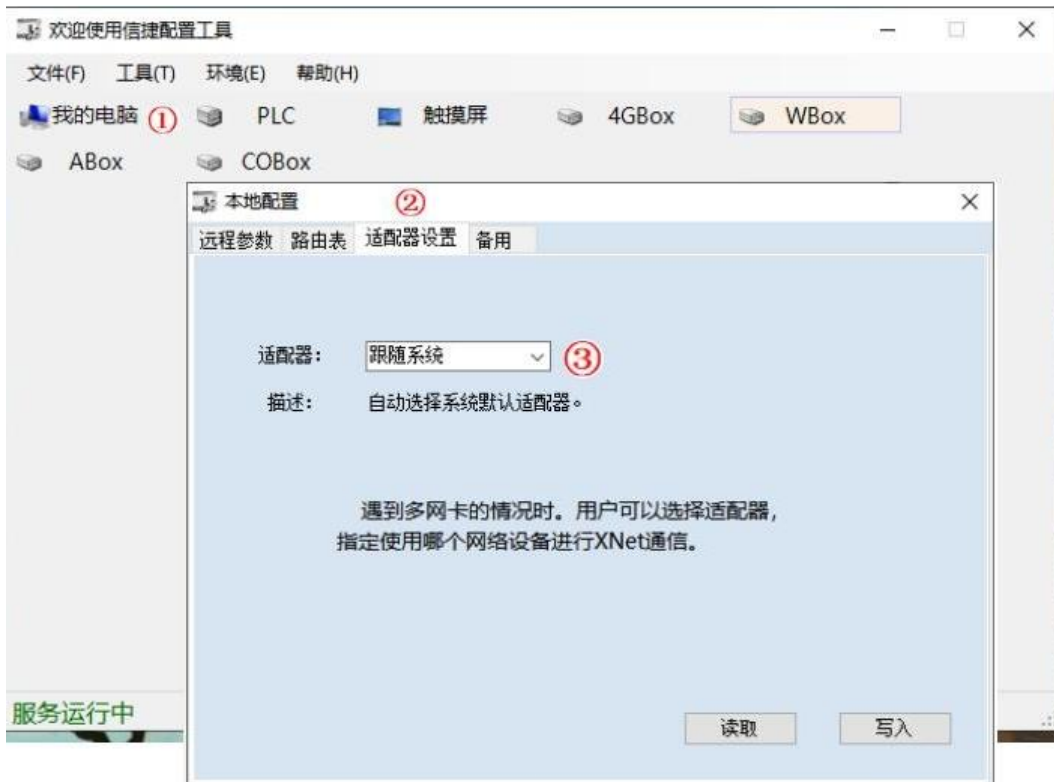 欢迎使用信捷配置工具
文件(F) 工具(T) 环境(E) 帮助(H)
我的电脑 ① PLC 触摸屏 4GBox WBox
ABox COBox
本地配置 ②
远程参数 路由表 适配器设置 备用
适配器： 跟随系统 ③
描述： 自动选择系统默认适配器。
遇到多网卡的情况时。用户可以选择适配器，
指定使用哪个网络设备进行XNet通信。
服务运行中
读取 写入